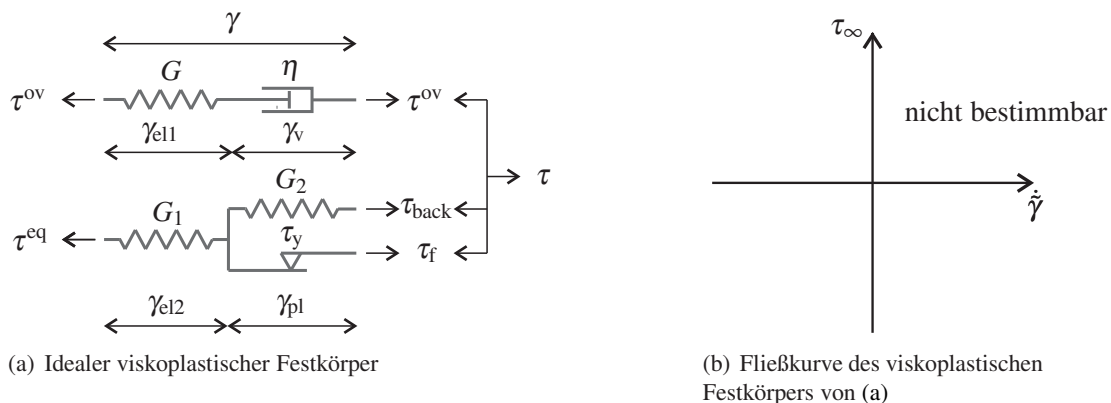 γ
G
η
τ^ov
τ^ov
γ_el1
γ_v
τ
G_2
G_1
τ_back
τ_y
τ^eq
τ_f
γ_el2
γ_pl
(a) Idealer viskoplastischer Festkörper
τ_∞
nicht bestimmbar
γ̃̇
(b) Fließkurve des viskoplastischen
Festkörpers von (a)